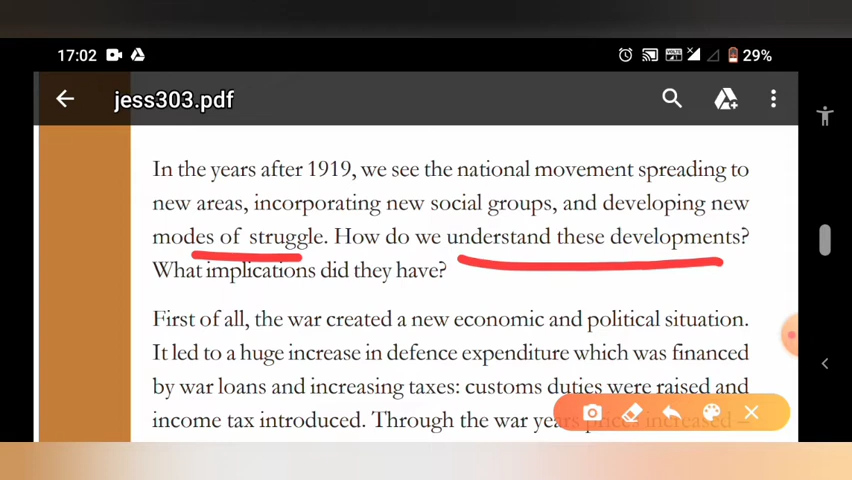 17:02 29%
jess303.pdf
In the years after 1919, we see the national movement spreading to
new areas, incorporating new social groups, and developing new
modes of struggle. How do we understand these developments?
What implications did they have?
First of all, the war created a new economic and political situation.
It led to a huge increase in defence expenditure which was financed
by war loans and increasing taxes: customs duties were raised and
income tax introduced. Through the war years prices increased –